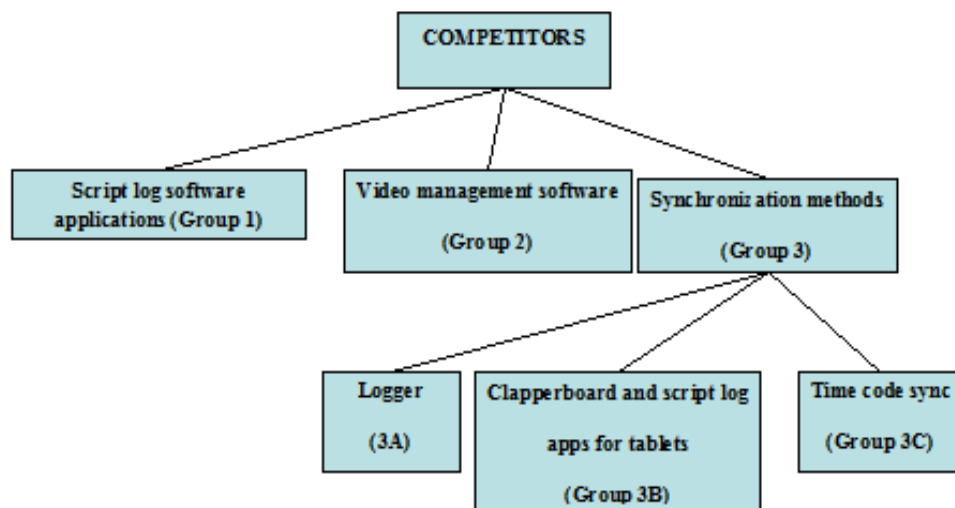 COMPETITORS
Script log software
applications (Group 1)
Video management software
(Group 2)
Synchronization methods
(Group 3)
Logger
(3A)
Clapperboard and script log
apps for tablets
(Group 3B)
Time code sync
(Group 3C)